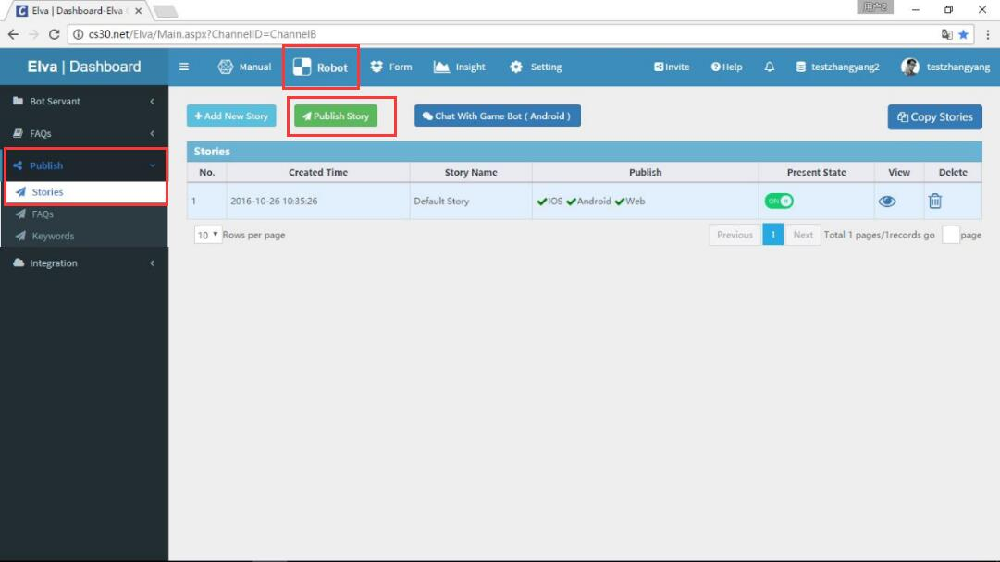 Elva | Dashboard-Elva
用户2
cs30.net/Elva/Main.aspx?ChannelID=ChannelB
Elva | Dashboard
Manual
Robot
Form
Insight
Setting
Invite
Help
testzhangyang2
testzhangyang
Bot Servant
FAQs
Publish
Stories
FAQs
Keywords
Integration
Add New Story
Publish Story
Chat With Game Bot ( Android )
Copy Stories
Stories
No. Created Time Story Name Publish Present State View Delete
1 2016-10-26 10:35:26 Default Story IOS Android Web ON
10 Rows per page
Previous 1 Next Total 1 pages/1records go page